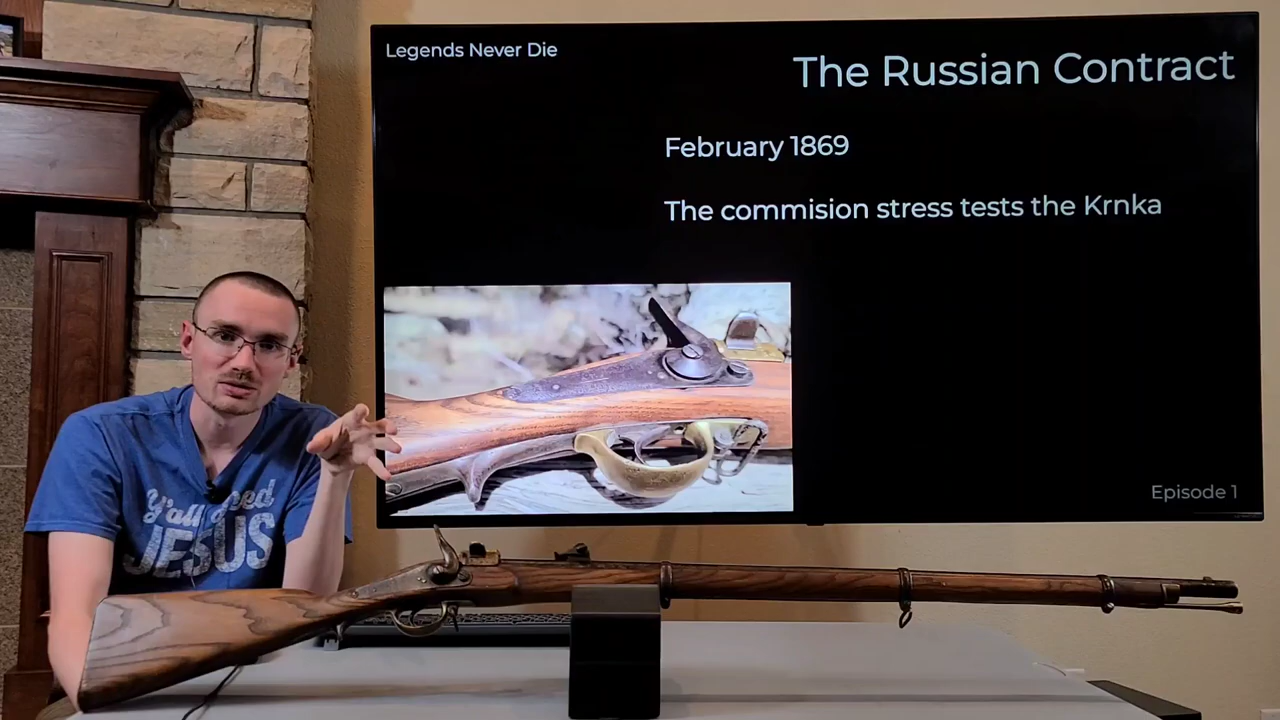 Legends Never Die
The Russian Contract
February 1869
The commision stress tests the Krnka
Episode 1
Y'all need
JESUS